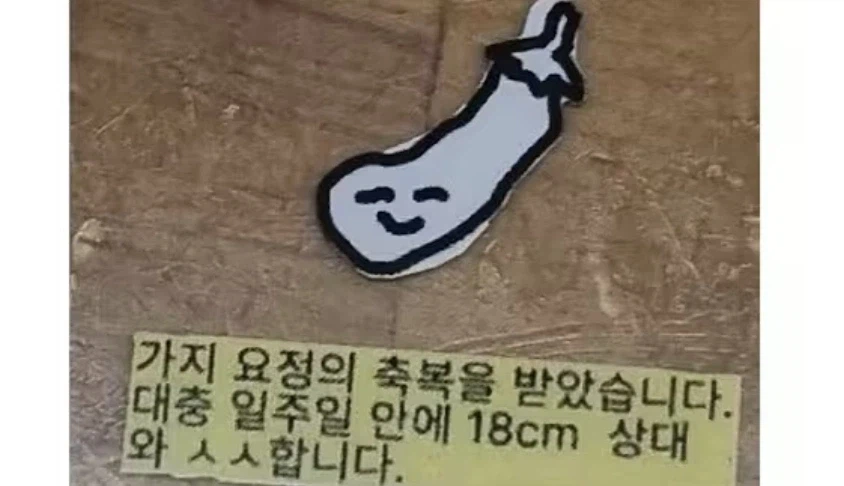 가지 요정의 축복을 받았습니다.
대충 일주일 안에 18cm 상대
와 ㅅㅅ합니다.